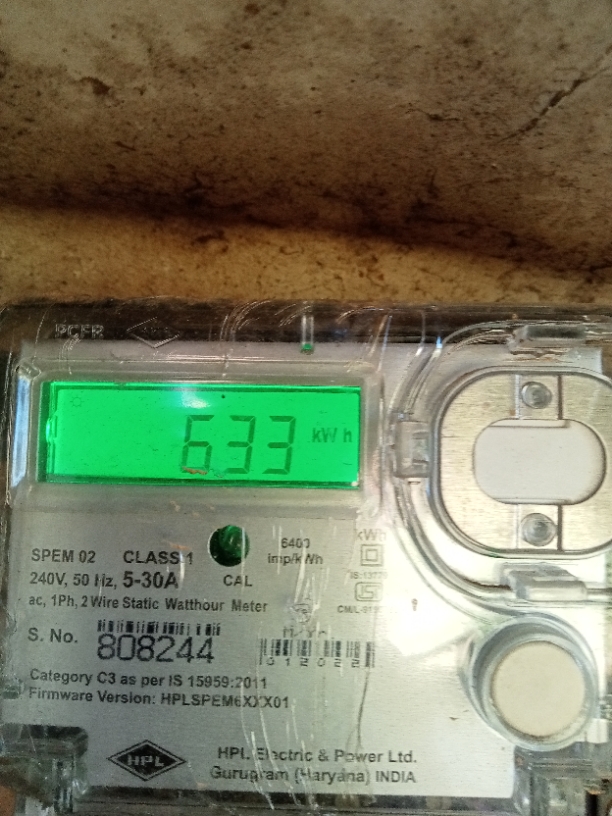 633 kWh
SPEM 02 CLASS 1
6400
imp/kWh
kWh
240V, 50 Hz, 5-30A
CAL
ac, 1Ph, 2 Wire Static Watthour Meter
S. No.
808244
012022
Category C3 as per IS 15959:2011
Firmware Version: HPLSPEM6XXX01
HPL
HPL Electric & Power Ltd.
Gurugram (Haryana) INDIA